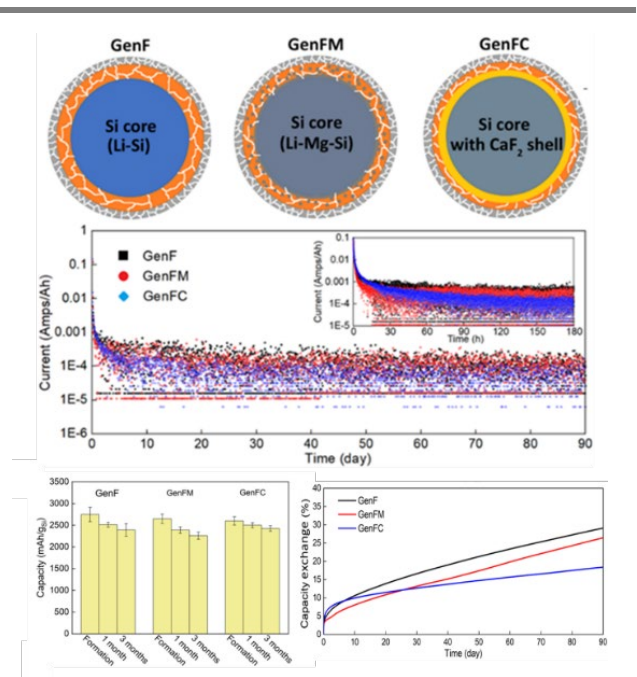 GenF GenFM GenFC
Si core Si core Si core
(Li-Si) (Li-Mg-Si) with CaF₂ shell
Current (Amps/Ah)
1
0.1
0.01
0.001
1E-4
1E-5
1E-6
GenF
GenFM
GenFC
0 10 20 30 40 50 60 70 80 90
Time (day)
Current (Amps/Ah)
0.1
0.001
1E-4
1E-5
0 30 60 90 120 150 180
Time (h)
Capacity (mAh/gSi)
3500
3000
2500
2000
1500
1000
500
0
GenF GenFM GenFC
Formation 1 month 3 months Formation 1 month 3 months Formation 1 month 3 months
Capacity exchange (%)
40
35
30
25
20
15
10
5
0
GenF
GenFM
GenFC
0 10 20 30 40 50 60 70 80 90
Time (day)